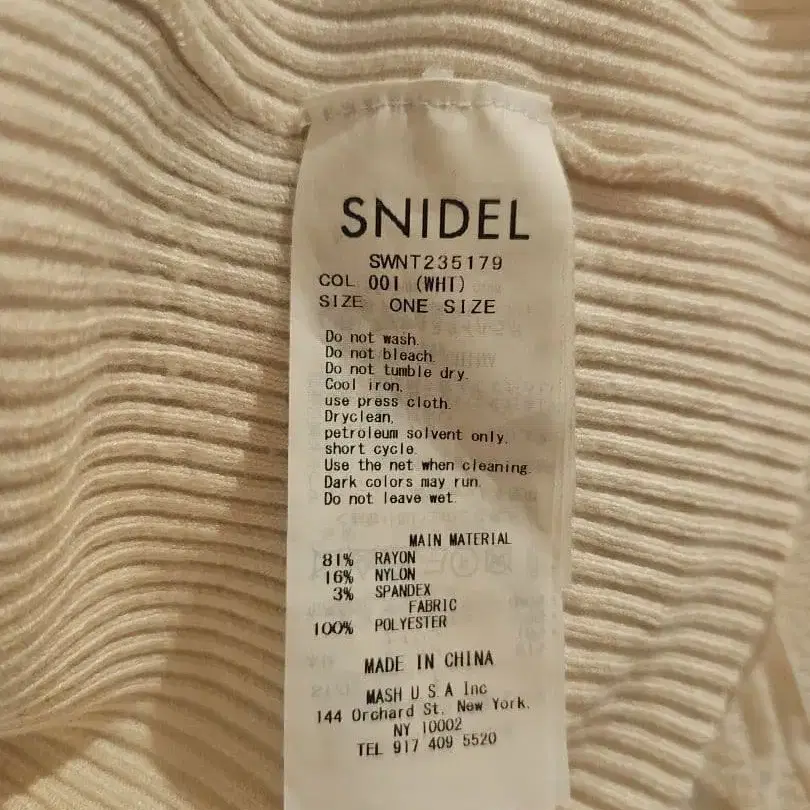 SNIDEL
SWNT235179
COL 001 (WHT)
SIZE ONE SIZE
Do not wash.
Do not bleach.
Do not tumble dry.
Cool iron,
use press cloth.
Dryclean,
petroleum solvent only,
short cycle.
Use the net when cleaning.
Dark colors may run.
Do not leave wet.
MAIN MATERIAL
81% RAYON
16% NYLON
3% SPANDEX
FABRIC
100% POLYESTER
MADE IN CHINA
MASH U S A Inc
144 Orchard St. New York.
NY 10002
TEL 917 409 5520